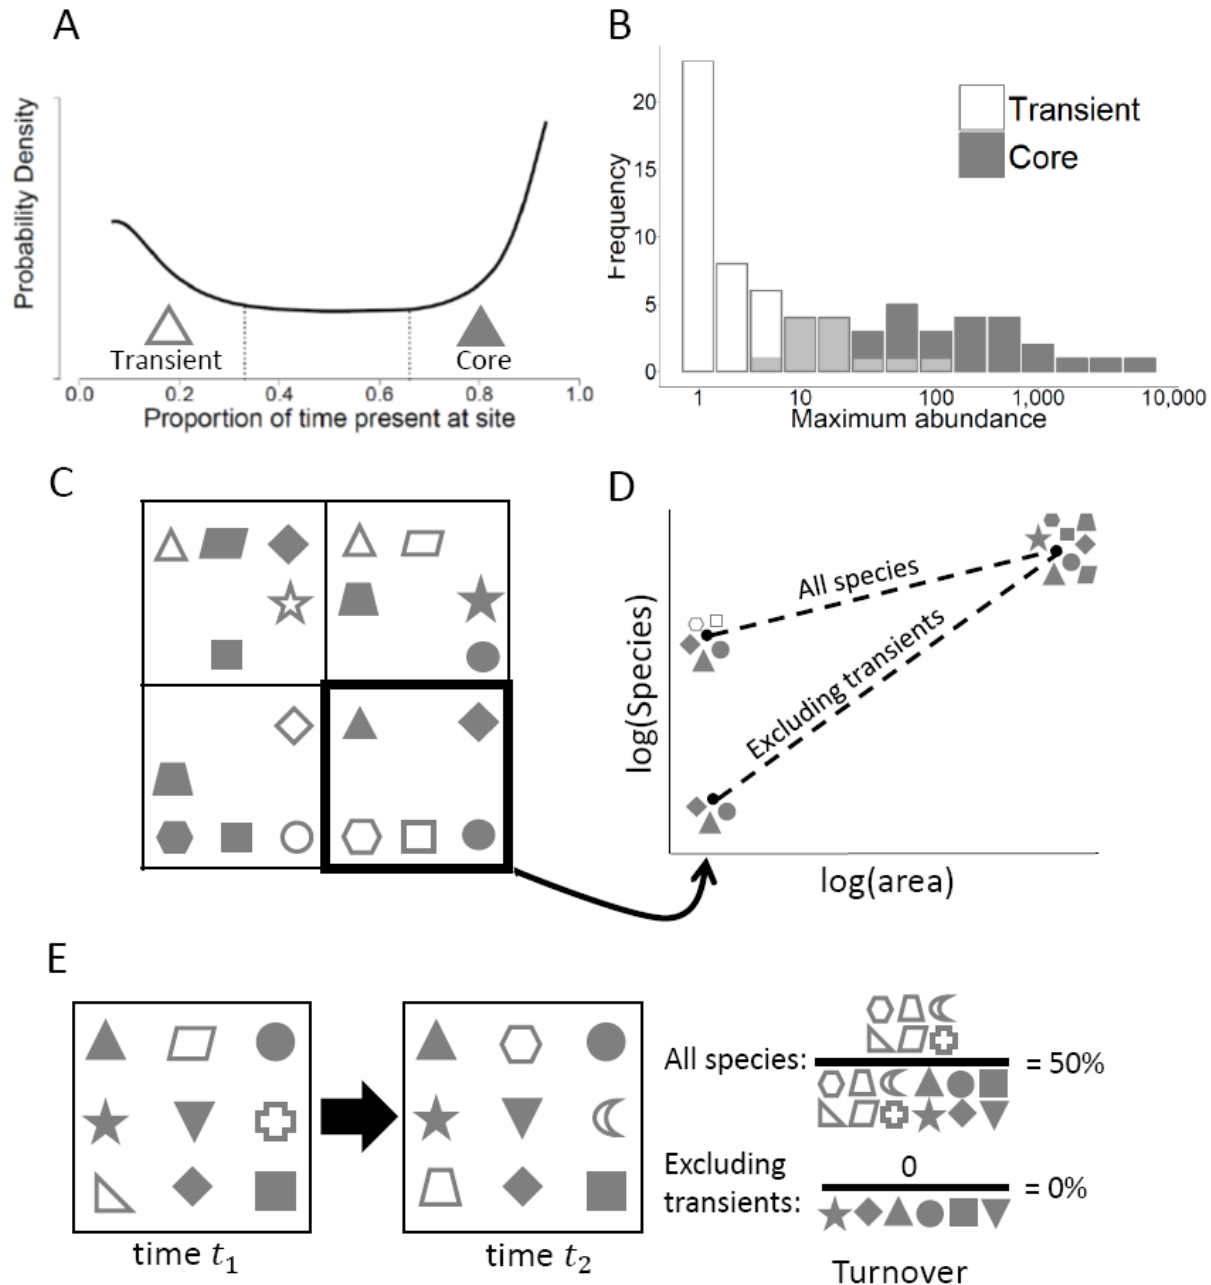 A
Probability Density
Transient
Core
0.0
0.2
0.4
0.6
0.8
1.0
Proportion of time present at site
B
Frequency
20
15
10
5
0
Transient
Core
1
10
100
1,000
10,000
Maximum abundance
C
D
log(Species)
All species
Excluding transients
log(area)
E
time t₁
time t₂
All species:
= 50%
Excluding
transients:
0
= 0%
Turnover